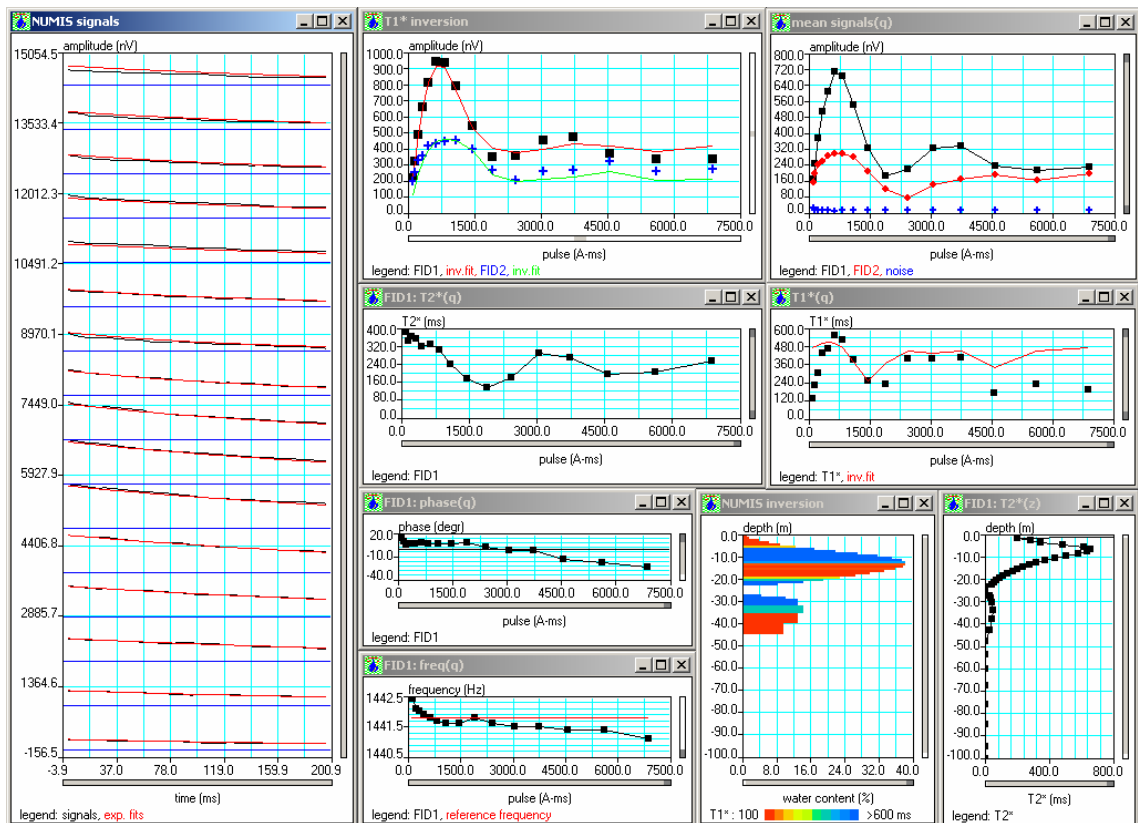 NUMIS signals
amplitude (nV)
15054.5
13533.4
12012.3
10491.2
8970.1
7449.0
5927.9
4406.8
2885.7
1364.6
-156.5
-3.9 37.0 78.0 119.0 159.9 200.9
time (ms)
legend: signals, exp. fits
T1* inversion
amplitude (nV)
1000.0
900.0
800.0
700.0
600.0
500.0
400.0
300.0
200.0
100.0
0.0
0.0 1500.0 3000.0 4500.0 6000.0 7500.0
pulse (A-ms)
legend: FID1, inv.fit, FID2, inv.fit
mean signals(q)
amplitude (nV)
800.0
720.0
640.0
560.0
480.0
400.0
320.0
240.0
160.0
80.0
0.0
0.0 1500.0 3000.0 4500.0 6000.0 7500.0
pulse (A-ms)
legend: FID1, FID2, noise
FID1: T2*(q)
T2* (ms)
400.0
320.0
240.0
160.0
80.0
0.0
0.0 1500.0 3000.0 4500.0 6000.0 7500.0
pulse (A-ms)
legend: FID1
T1*(q)
T1* (ms)
600.0
480.0
360.0
240.0
120.0
0.0
0.0 1500.0 3000.0 4500.0 6000.0 7500.0
pulse (A-ms)
legend: T1*, inv.fit
FID1: phase(q)
phase (degr)
20.0
-10.0
-40.0
0.0 1500.0 3000.0 4500.0 6000.0 7500.0
pulse (A-ms)
legend: FID1
FID1: freq(q)
frequency (Hz)
1442.5
1441.5
1440.5
0.0 1500.0 3000.0 4500.0 6000.0 7500.0
pulse (A-ms)
legend: FID1, reference frequency
NUMIS inversion
depth (m)
0.0
-10.0
-20.0
-30.0
-40.0
-50.0
-60.0
-70.0
-80.0
-90.0
-100.0
0.0 8.0 16.0 24.0 32.0 40.0
water content (%)
T1* : 100 >600 ms
FID1: T2*(z)
depth (m)
0.0
-10.0
-20.0
-30.0
-40.0
-50.0
-60.0
-70.0
-80.0
-90.0
-100.0
0.0 400.0 800.0
T2* (ms)
legend: T2*